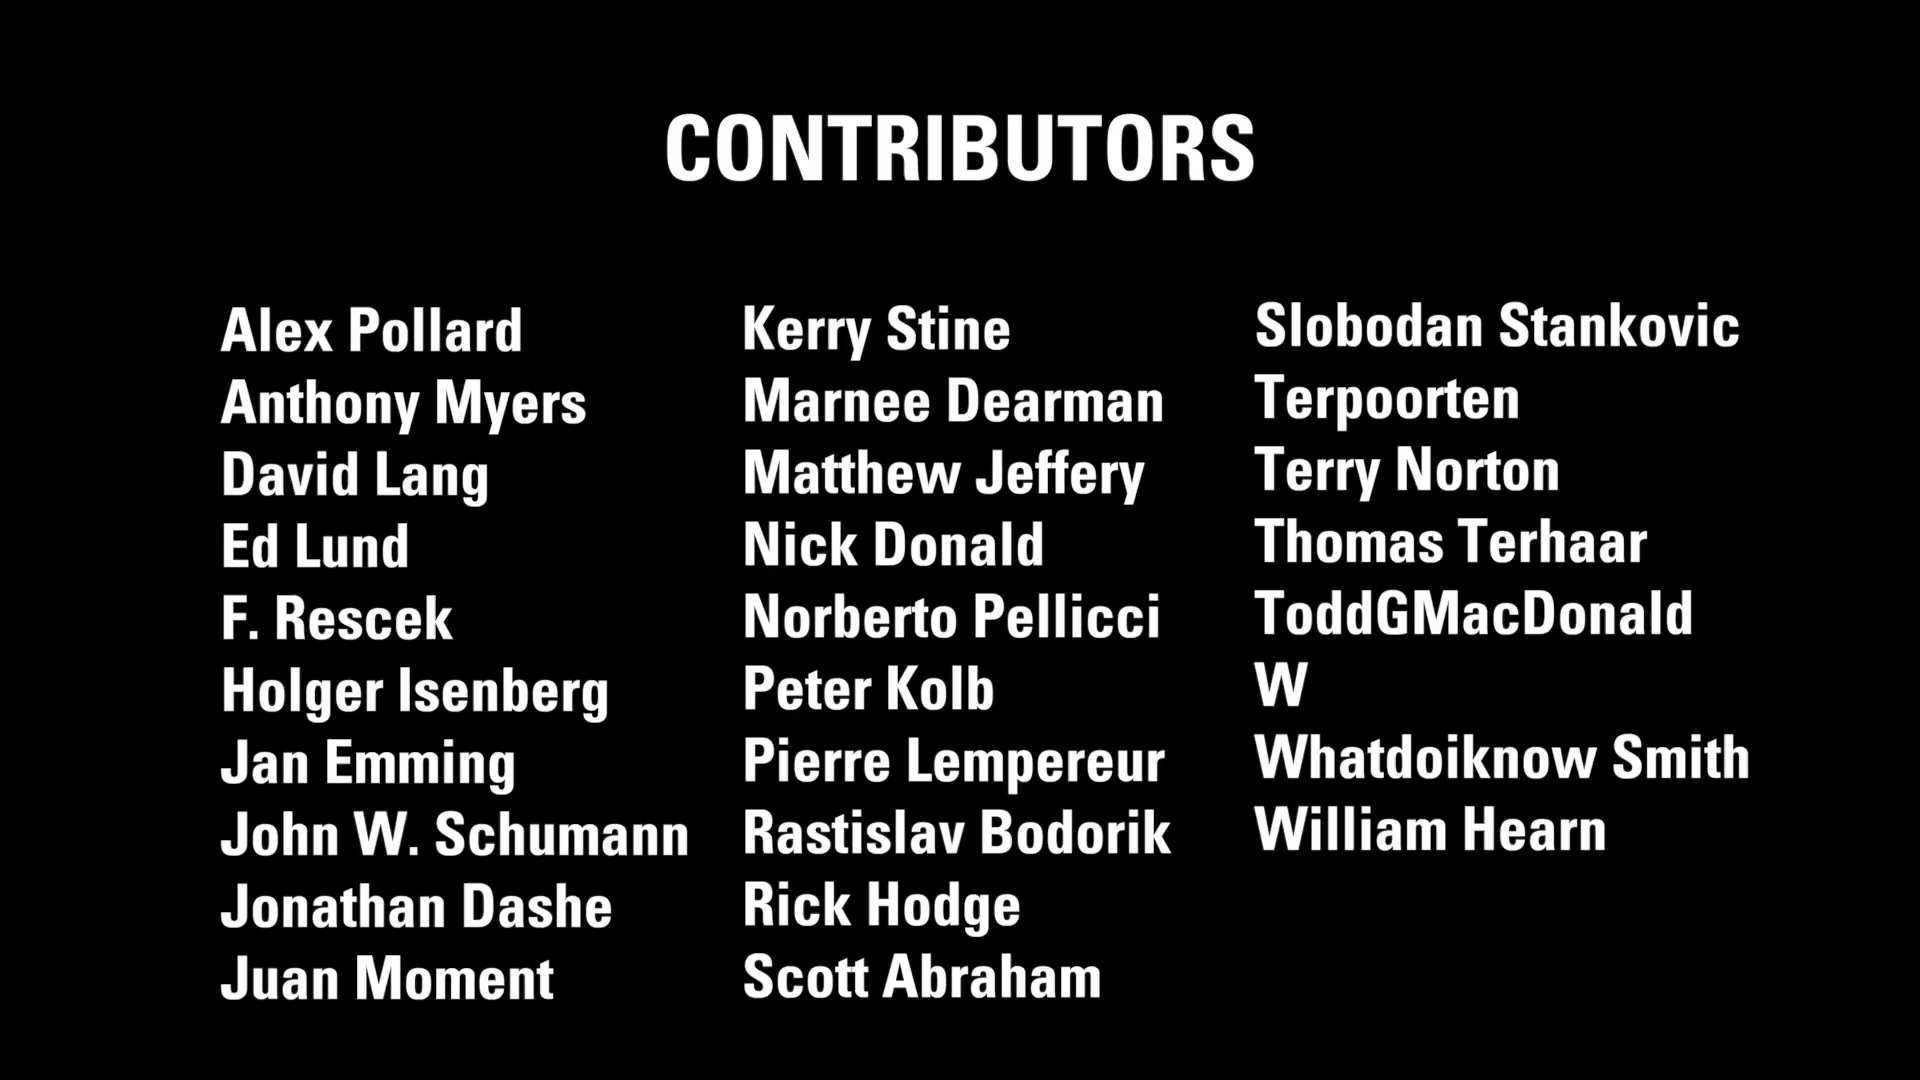 CONTRIBUTORS
Alex Pollard
Anthony Myers
David Lang
Ed Lund
F. Rescek
Holger Isenberg
Jan Emming
John W. Schumann
Jonathan Dashe
Juan Moment
Kerry Stine
Marnee Dearman
Matthew Jeffery
Nick Donald
Norberto Pellicci
Peter Kolb
Pierre Lempereur
Rastislav Bodorik
Rick Hodge
Scott Abraham
Slobodan Stankovic
Terpoorten
Terry Norton
Thomas Terhaar
ToddGMacDonald
W
Whatdoiknow Smith
William Hearn